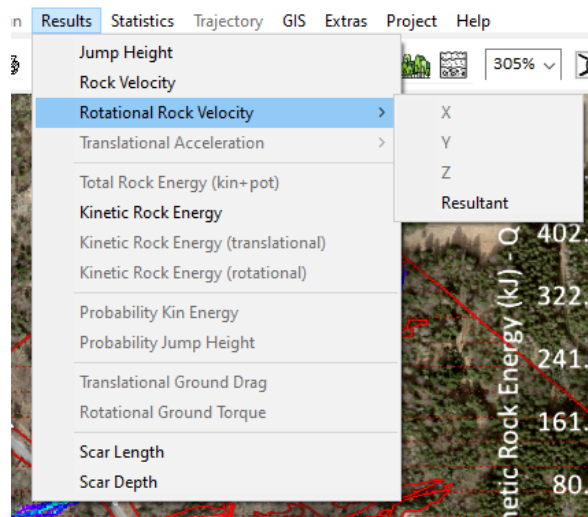 Results Statistics Trajectory GIS Extras Project Help
305%
Jump Height
Rock Velocity
Rotational Rock Velocity
Translational Acceleration
Total Rock Energy (kin+pot)
Kinetic Rock Energy
Kinetic Rock Energy (translational)
Kinetic Rock Energy (rotational)
Probability Kin Energy
Probability Jump Height
Translational Ground Drag
Rotational Ground Torque
Scar Length
Scar Depth
X
Y
Z
Resultant
netic Rock Energy (kJ) - Q
402.
322.
241.
161.
80.